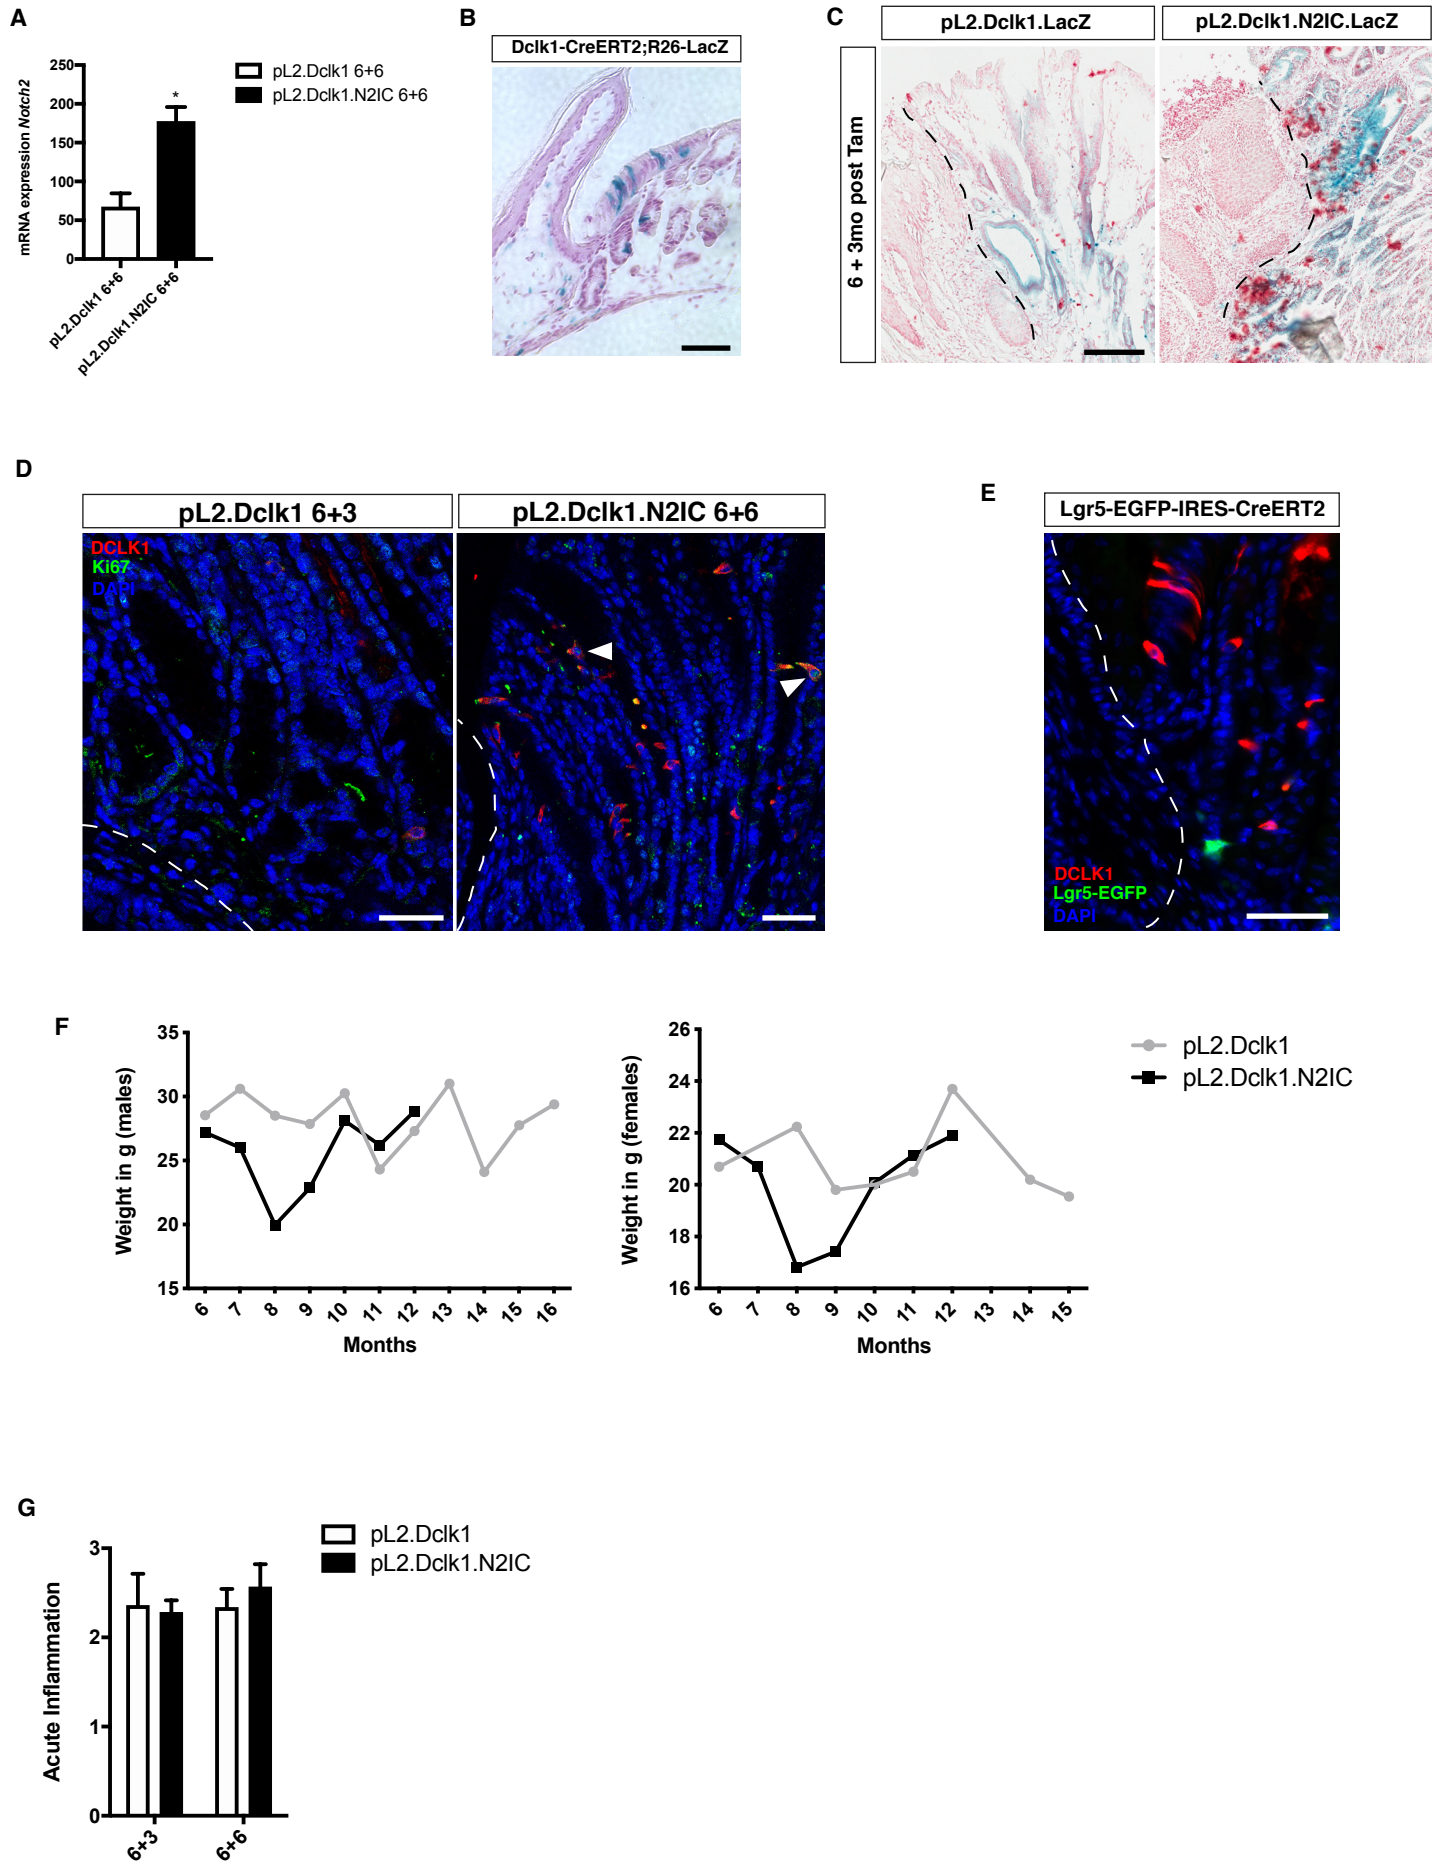 A
mRNA expression Notch2
250
200
150
100
50
0
*
pL2.Dclk1 6+6
pL2.Dclk1.N2IC 6+6
pL2.Dclk1 6+6
pL2.Dclk1.N2IC 6+6
B
Dclk1-CreERT2;R26-LacZ
C
pL2.Dclk1.LacZ
pL2.Dclk1.N2IC.LacZ
6 + 3mo post Tam
D
pL2.Dclk1 6+3
pL2.Dclk1.N2IC 6+6
DCLK1
Ki67
DAPI
E
Lgr5-EGFP-IRES-CreERT2
DCLK1
Lgr5-EGFP
DAPI
F
Weight in g (males)
35
30
25
20
15
6 7 8 9 10 11 12 13 14 15 16
Months
Weight in g (females)
26
24
22
20
18
16
6 7 8 9 10 11 12 13 14 15
Months
pL2.Dclk1
pL2.Dclk1.N2IC
G
Acute Inflammation
3
2
1
0
6+3
6+6
pL2.Dclk1
pL2.Dclk1.N2IC